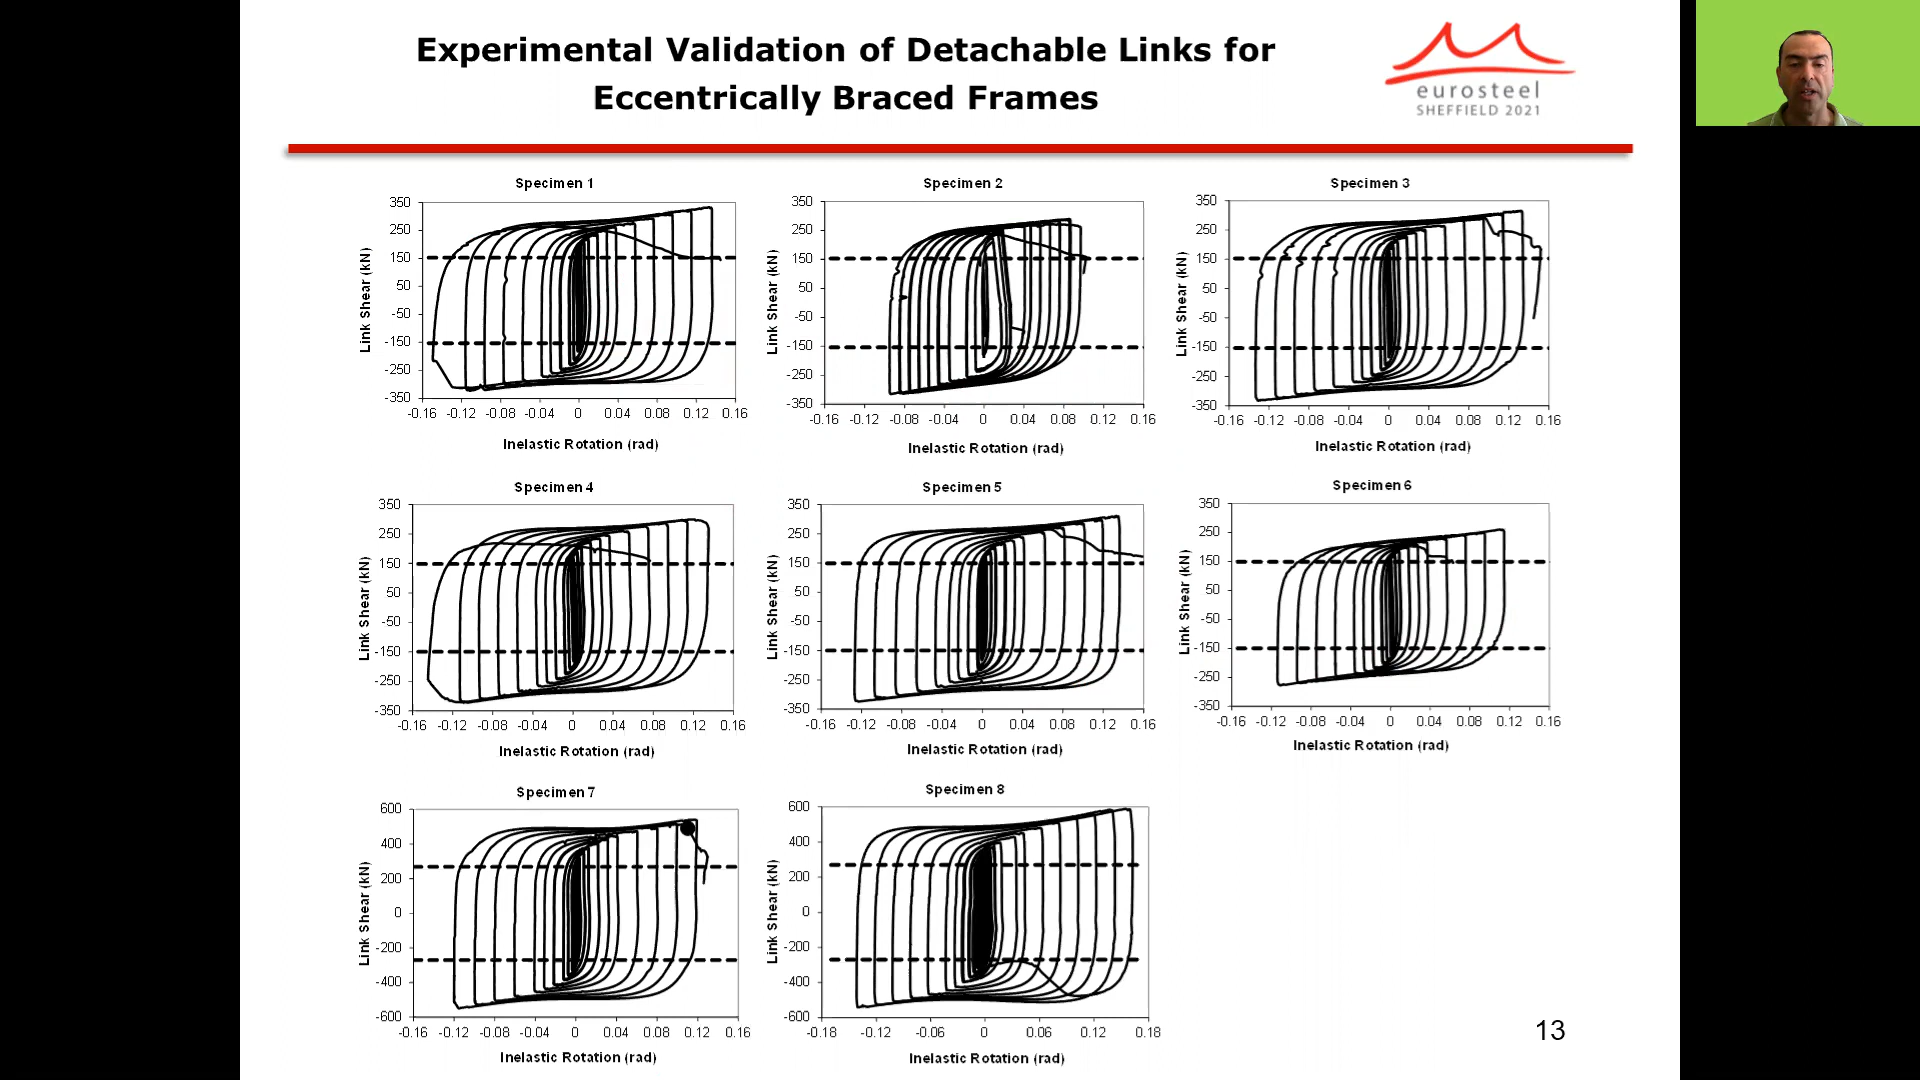 Experimental Validation of Detachable Links for
Eccentrically Braced Frames
eurosteel
SHEFFIELD 2021
Specimen 1
350
250
150
50
-50
-150
-250
-350
Link Shear (kN)
-0.16 -0.12 -0.08 -0.04 0 0.04 0.08 0.12 0.16
Inelastic Rotation (rad)
Specimen 2
350
250
150
50
-50
-150
-250
-350
Link Shear (kN)
-0.16 -0.12 -0.08 -0.04 0 0.04 0.08 0.12 0.16
Inelastic Rotation (rad)
Specimen 3
350
250
150
50
-50
-150
-250
-350
Link Shear (kN)
-0.16 -0.12 -0.08 -0.04 0 0.04 0.08 0.12 0.16
Inelastic Rotation (rad)
Specimen 4
350
250
150
50
-50
-150
-250
-350
Link Shear (kN)
-0.16 -0.12 -0.08 -0.04 0 0.04 0.08 0.12 0.16
Inelastic Rotation (rad)
Specimen 5
350
250
150
50
-50
-150
-250
-350
Link Shear (kN)
-0.16 -0.12 -0.08 -0.04 0 0.04 0.08 0.12 0.16
Inelastic Rotation (rad)
Specimen 6
350
250
150
50
-50
-150
-250
-350
Link Shear (kN)
-0.16 -0.12 -0.08 -0.04 0 0.04 0.08 0.12 0.16
Inelastic Rotation (rad)
Specimen 7
600
400
200
0
-200
-400
-600
Link Shear (kN)
-0.16 -0.12 -0.08 -0.04 0 0.04 0.08 0.12 0.16
Inelastic Rotation (rad)
Specimen 8
600
400
200
0
-200
-400
-600
Link Shear (kN)
-0.18 -0.12 -0.06 0 0.06 0.12 0.18
Inelastic Rotation (rad)
13